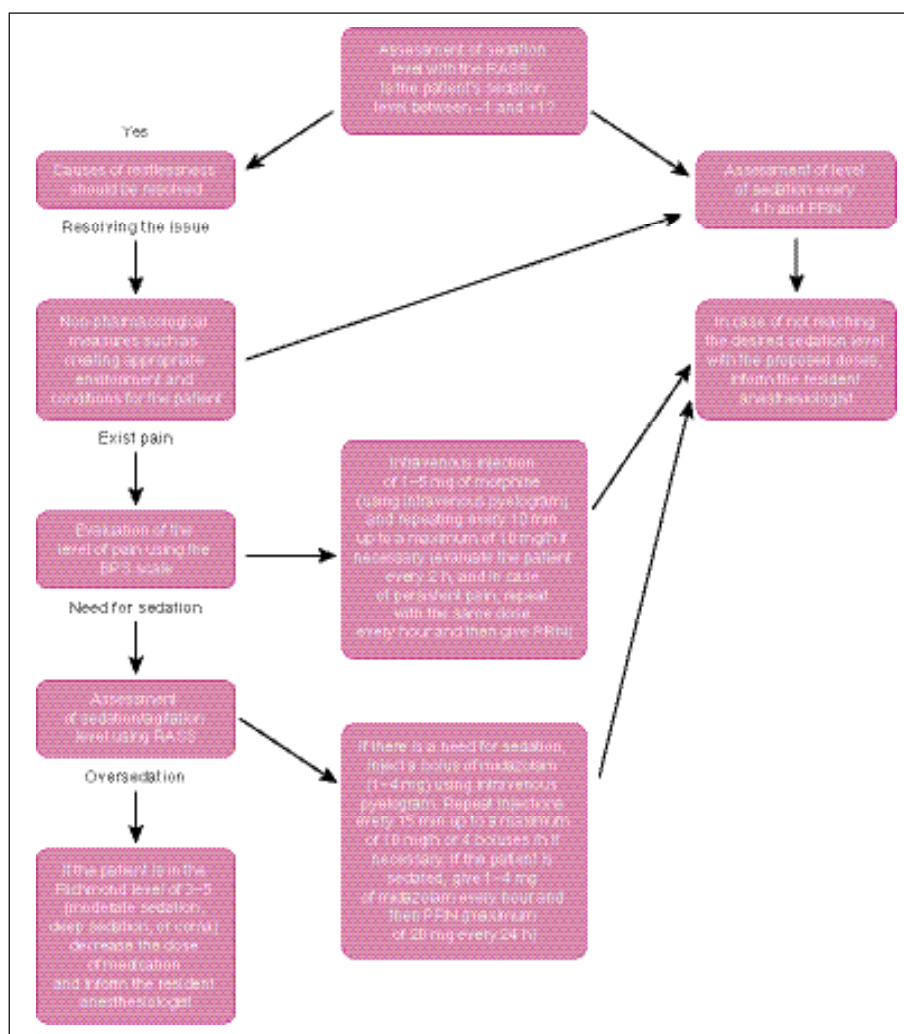 Assessment of sedation
level with the RASS:
Is the patient's sedation
level between –1 and +1?
Yes
Causes of restlessness
should be resolved
Assessment of level
of sedation every
4 h and PRN
Resolving the issue
Non-pharmacological
measures such as
creating appropriate
environment and
conditions for the patient
In case of not reaching
the desired sedation level
with the proposed doses,
inform the resident
anesthesiologist
Exist pain
Evaluation of the
level of pain using the
BPS scale
Intravenous injection
of 1–5 mg of morphine
(using intravenous pyelogram)
and repeating every 10 min
up to a maximum of 10 mg/h if
necessary (evaluate the patient
every 2 h, and in case
of persistent pain, repeat
with the same dose
every hour and then give PRN)
Need for sedation
Assessment
of sedation/agitation
level using RASS
If there is a need for sedation,
inject a bolus of midazolam
(1–4 mg) using intravenous
pyelogram. Repeat injections
every 15 min up to a maximum
of 10 mg/h or 4 boluses /h if
necessary. If the patient is
sedated, give 1–4 mg
of midazolam every hour and
then PRN (maximum
of 20 mg every 24 h)
Oversedation
If the patient is in the
Richmond level of 3–5
(moderate sedation,
deep sedation, or coma)
decrease the dose
of medication
and inform the resident
anesthesiologist